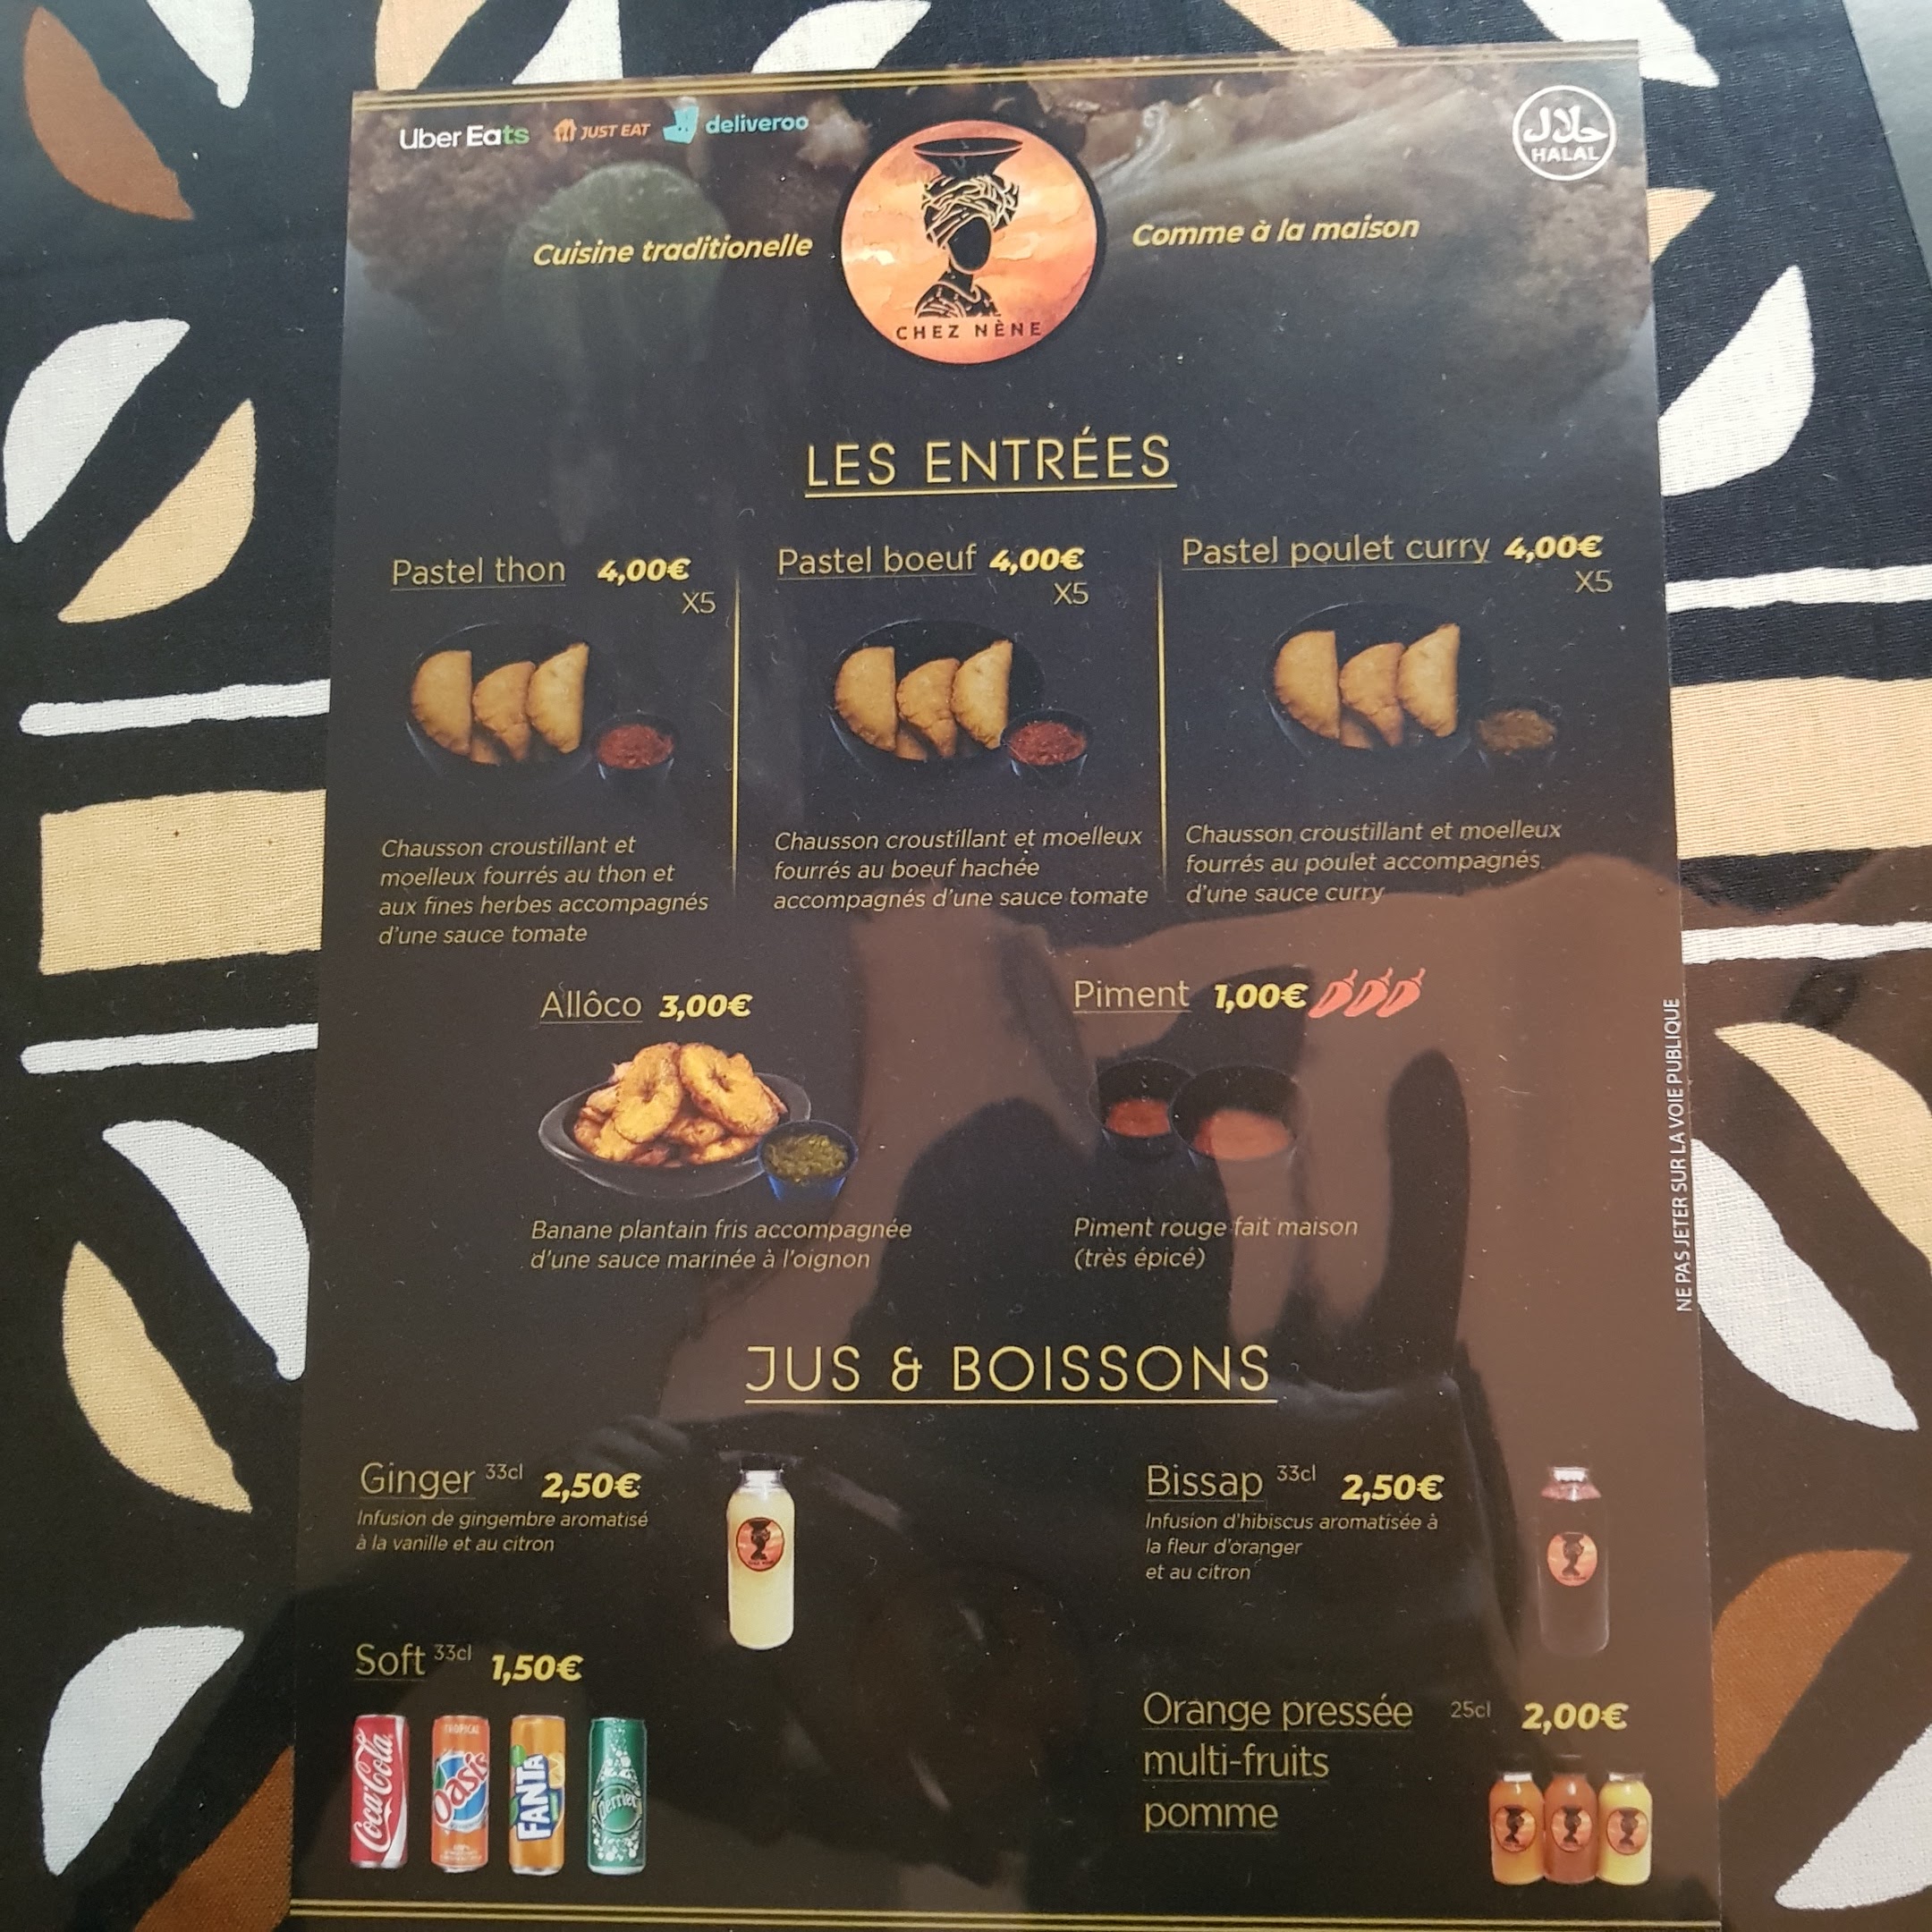 Uber Eats JUST EAT deliveroo
حلال
HALAL
Cuisine traditionelle
Comme à la maison
CHEZ NÈNE
LES ENTRÉES
Pastel thon 4,00€
X5
Chausson croustillant et
moelleux fourrés au thon et
aux fines herbes accompagnés
d'une sauce tomate
Pastel boeuf 4,00€
X5
Chausson croustillant et moelleux
fourrés au boeuf hachée
accompagnés d'une sauce tomate
Pastel poulet curry 4,00€
X5
Chausson croustillant et moelleux
fourrés au poulet accompagnés
d'une sauce curry
Allôco 3,00€
Banane plantain fris accompagnée
d'une sauce marinée à l'oignon
Piment 1,00€
Piment rouge fait maison
(très épicé)
NE PAS JETER SUR LA VOIE PUBLIQUE
JUS & BOISSONS
Ginger 33cl 2,50€
Infusion de gingembre aromatisé
à la vanille et au citron
Bissap 33cl 2,50€
Infusion d'hibiscus aromatisée à
la fleur d'oranger
et au citron
Soft 33cl 1,50€
Coca-Cola
TROPICAL
Oasis
FANTA
Perrier
Orange pressée 25cl 2,00€
multi-fruits
pomme